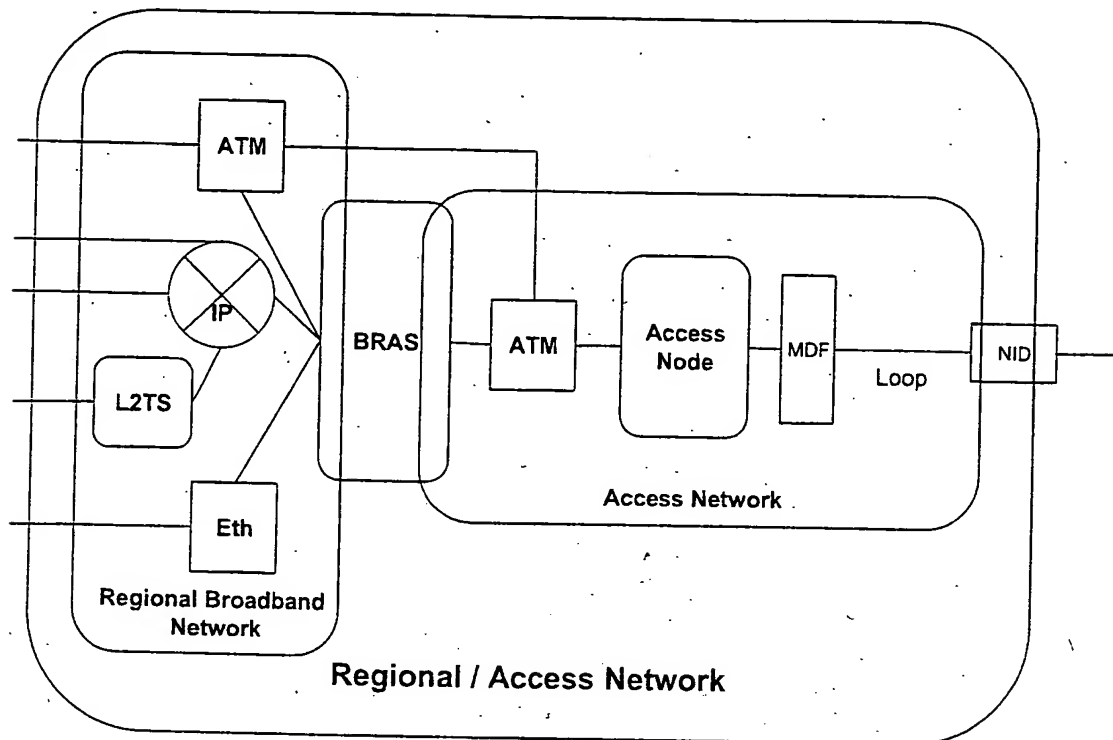 ATM
IP
L2TS
Eth
Regional Broadband
Network
BRAS
ATM
Access
Node
MDF
Loop
NID
Access Network
Regional / Access Network